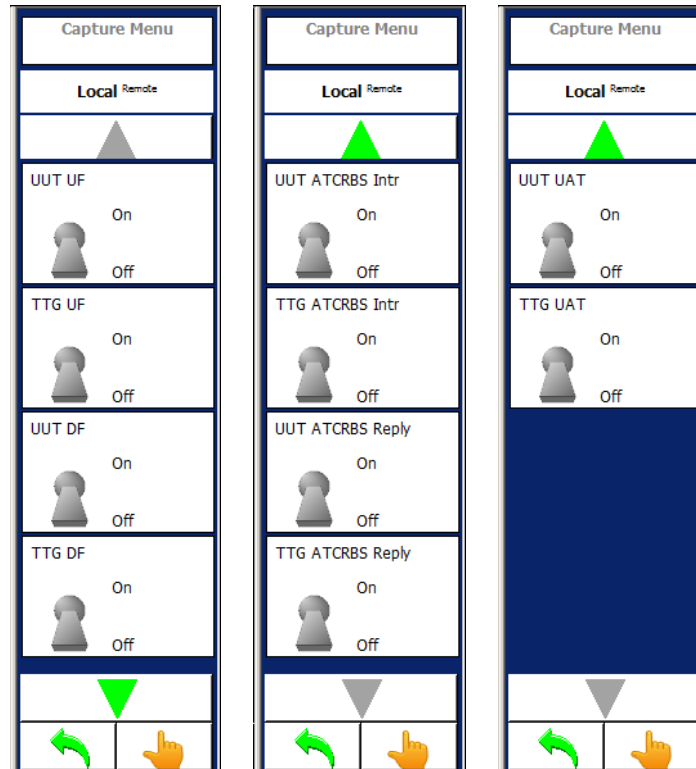 Capture Menu
Local Remote
UUT UF
On
Off
TTG UF
On
Off
UUT DF
On
Off
TTG DF
On
Off
Capture Menu
Local Remote
UUT ATCRBS Intr
On
Off
TTG ATCRBS Intr
On
Off
UUT ATCRBS Reply
On
Off
TTG ATCRBS Reply
On
Off
Capture Menu
Local Remote
UUT UAT
On
Off
TTG UAT
On
Off